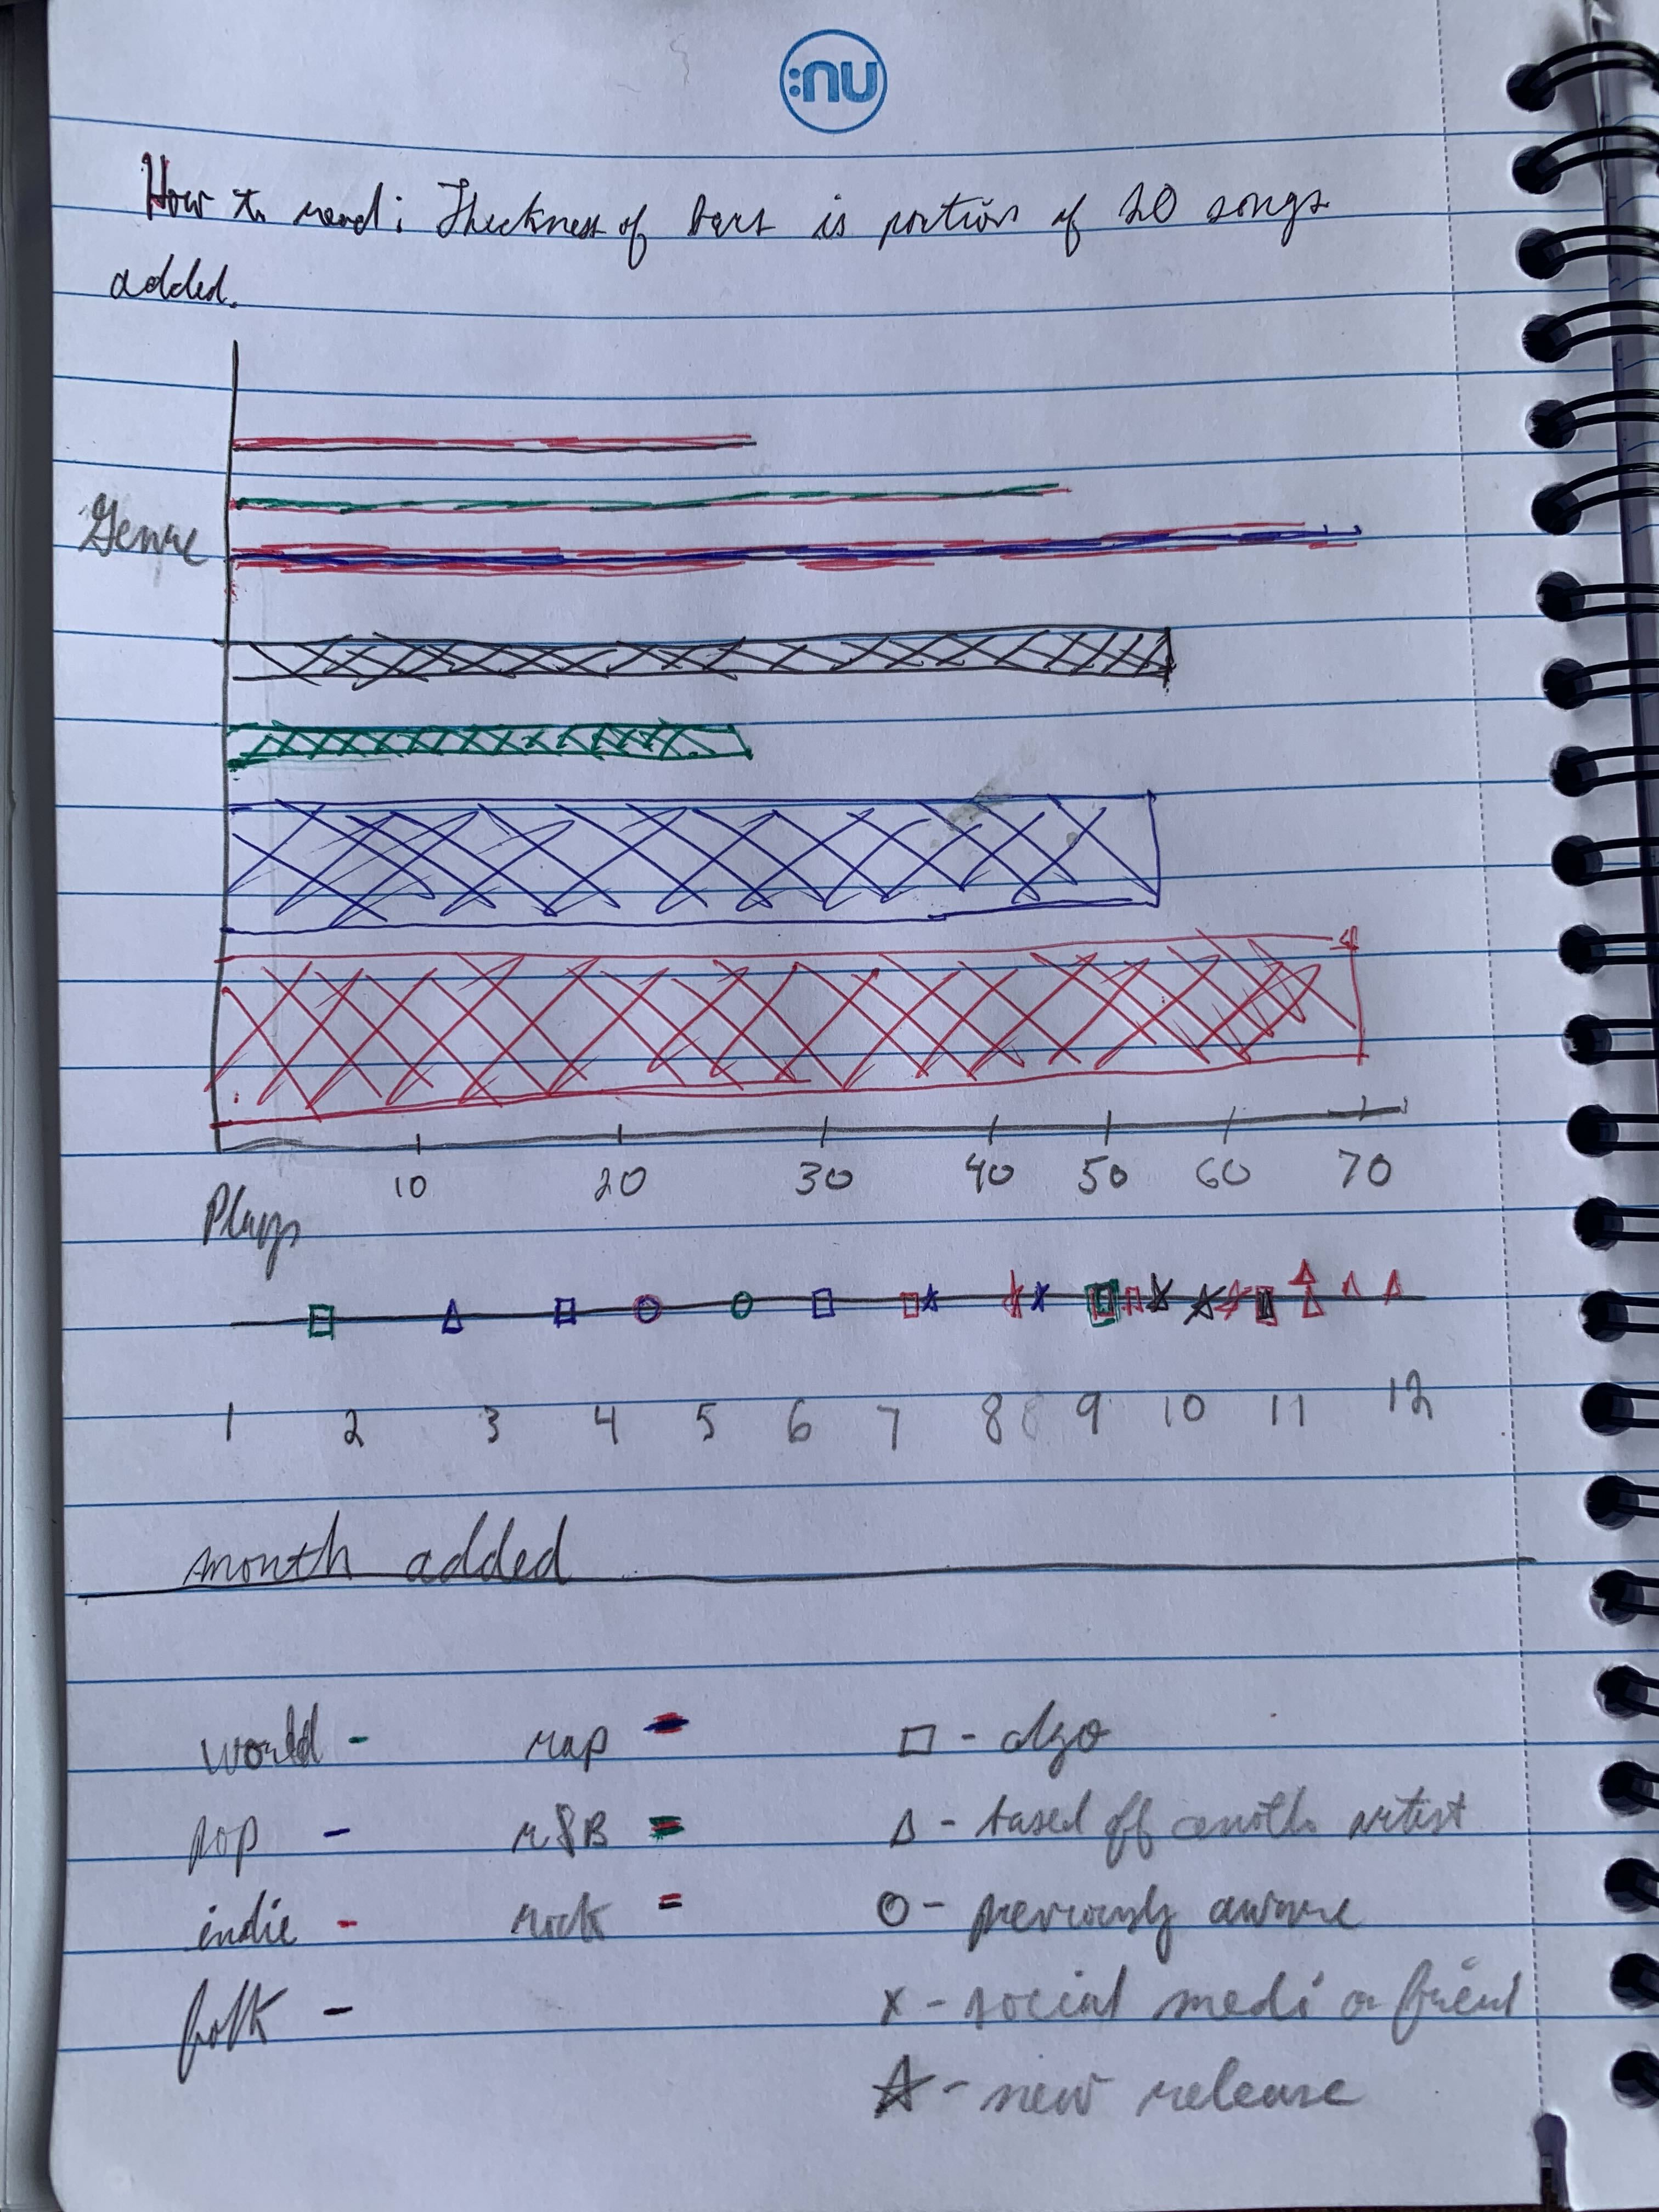 :nu
How to read: Thickness of bars is portion of 20 songs
added.
Genre
10 20 30 40 50 60 70
Plays
1 2 3 4 5 6 7 8 8 9 10 11 12
month added
world - rap □ - algo
pop - r&B △ - based off anoth artist
indie - rock O - previously aware
folk - x - social medi or friend
☆ - new release